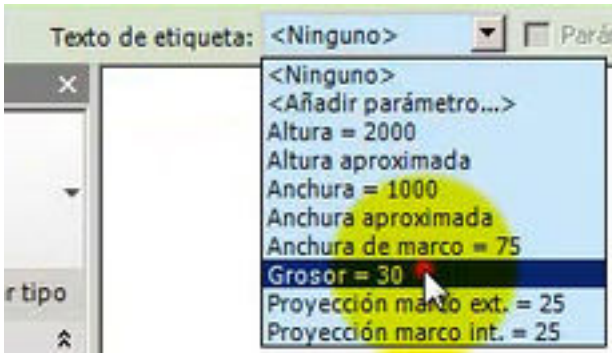 Texto de etiqueta: <Ninguno> Pará
<Ninguno>
<Añadir parámetro...>
Altura = 2000
Altura aproximada
Anchura = 1000
Anchura aproximada
Anchura de marco = 75
Grosor = 30
r tipo
Proyección marco ext. = 25
Proyección marco int. = 25